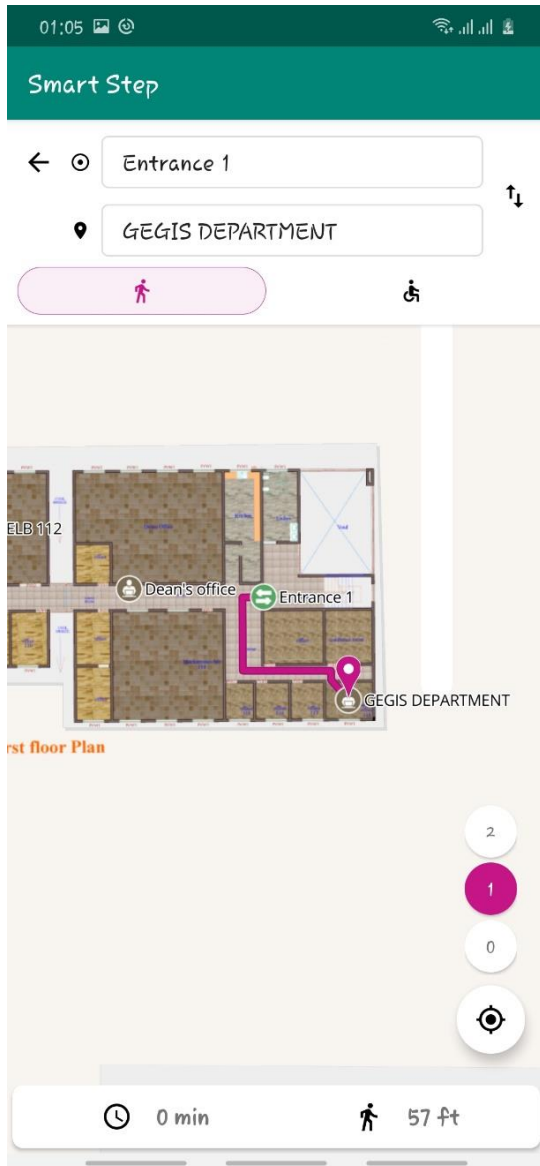 01:05
Smart Step
Entrance 1
GEGIS DEPARTMENT
ELB 112
Dean's office
Entrance 1
GEGIS DEPARTMENT
rst floor Plan
2
1
0
0 min
57 ft